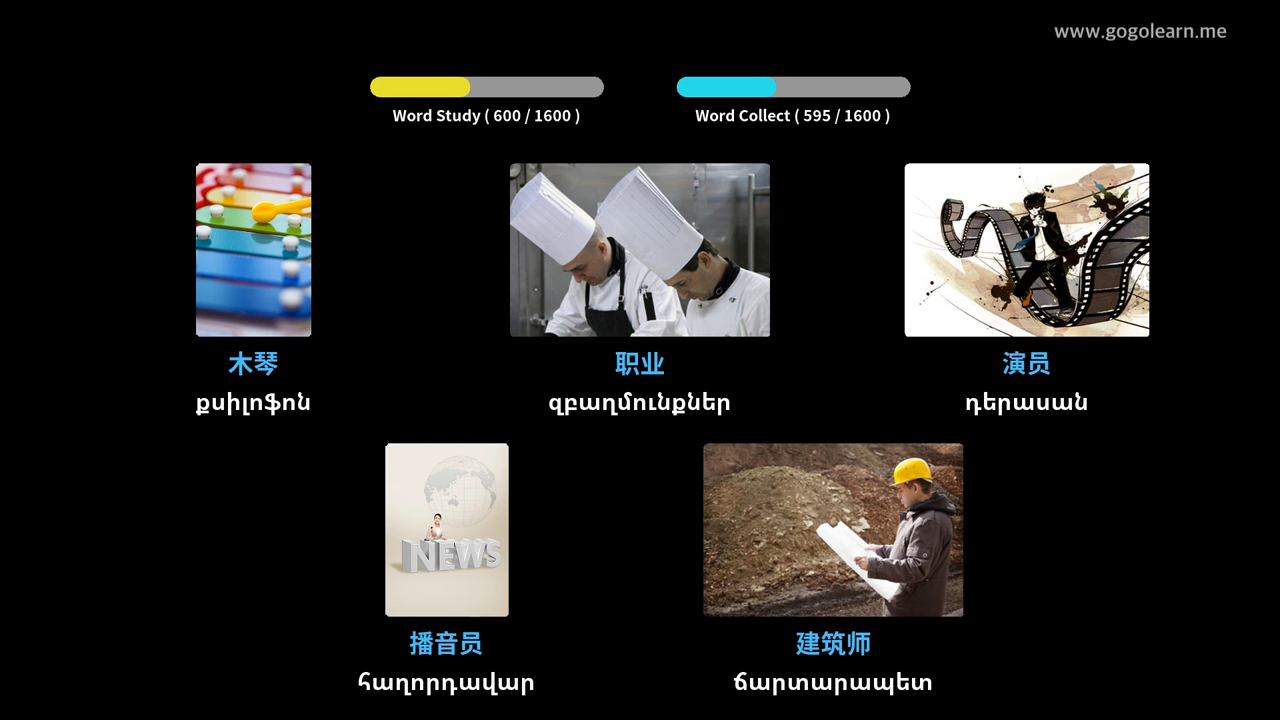 www.gogolearn.me
Word Study ( 600 / 1600 )
Word Collect ( 595 / 1600 )
木琴
քսիլոֆոն
职业
զբաղմունքներ
演员
դերասան
NEWS
播音员
հաղորդավար
建筑师
ճարտարապետ